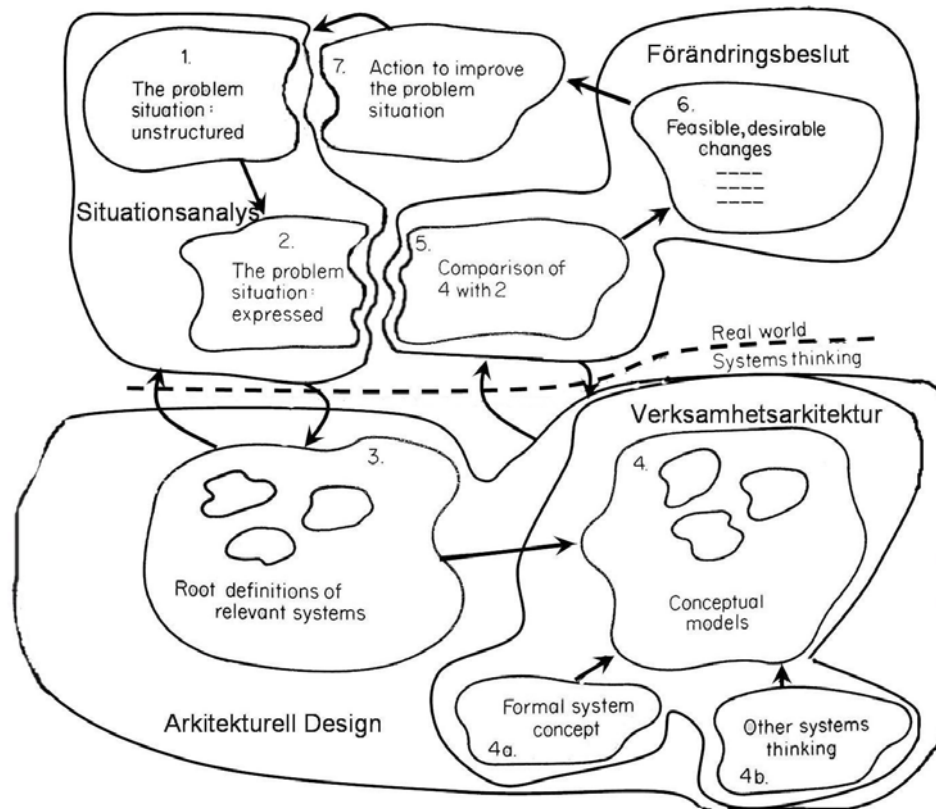 1.
The problem
situation:
unstructured
7.
Action to improve
the problem
situation
Förändringsbeslut
6.
Feasible, desirable
changes
Situationsanalys
2.
The problem
situation:
expressed
5.
Comparison of
4 with 2
Real world
Systems thinking
Verksamhetsarkitektur
3.
Root definitions of
relevant systems
4.
Conceptual
models
Arkitekturell Design
Formal system
concept
4a.
Other systems
thinking
4b.